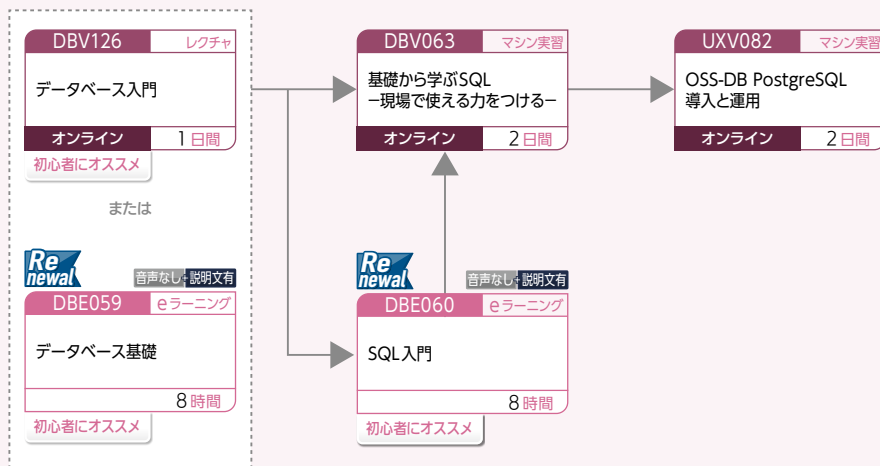 DBV126 レクチャ
データベース入門
オンライン 1日間
初心者にオススメ
または
Renewal
音声なし+説明文有
DBE059 eラーニング
データベース基礎
8時間
初心者にオススメ
DBV063 マシン実習
基礎から学ぶSQL
−現場で使える力をつける−
オンライン 2日間
Renewal
音声なし+説明文有
DBE060 eラーニング
SQL入門
8時間
初心者にオススメ
UXV082 マシン実習
OSS-DB PostgreSQL
導入と運用
オンライン 2日間